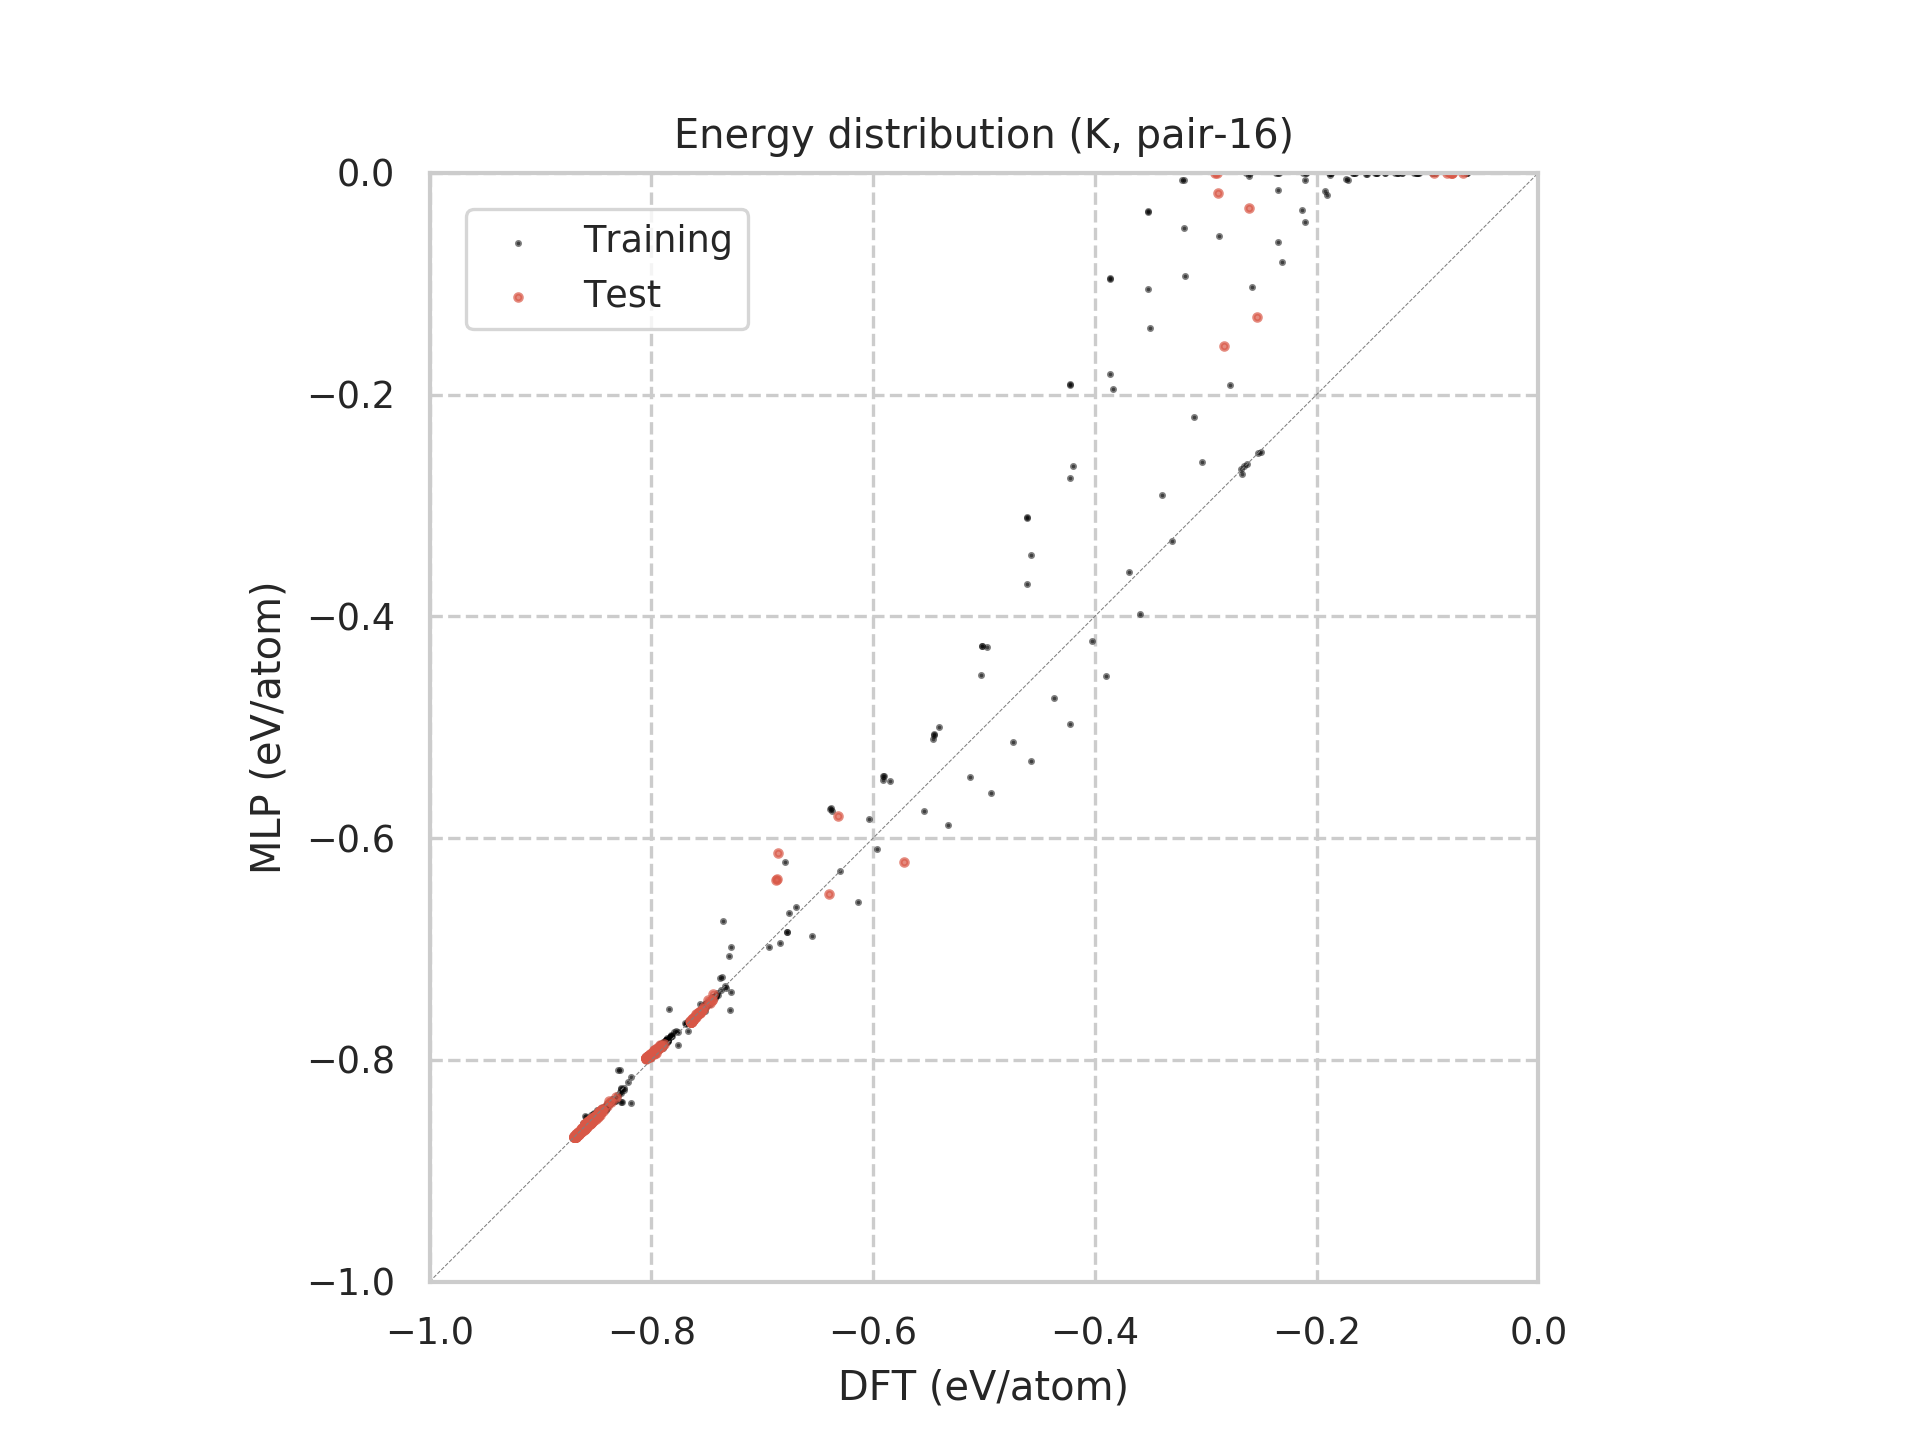 Energy distribution (K, pair-16)
Training
Test
MLP (eV/atom)
0.0
−0.2
−0.4
−0.6
−0.8
−1.0
−1.0 −0.8 −0.6 −0.4 −0.2 0.0
DFT (eV/atom)